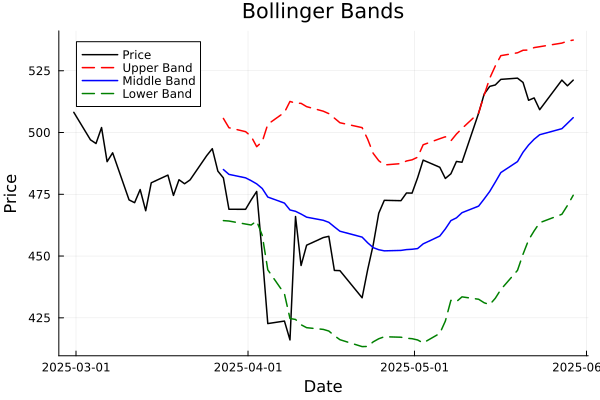 Bollinger Bands
Price
Upper Band
Middle Band
Lower Band
Price
525
500
475
450
425
2025-03-01
2025-04-01
2025-05-01
2025-06
Date